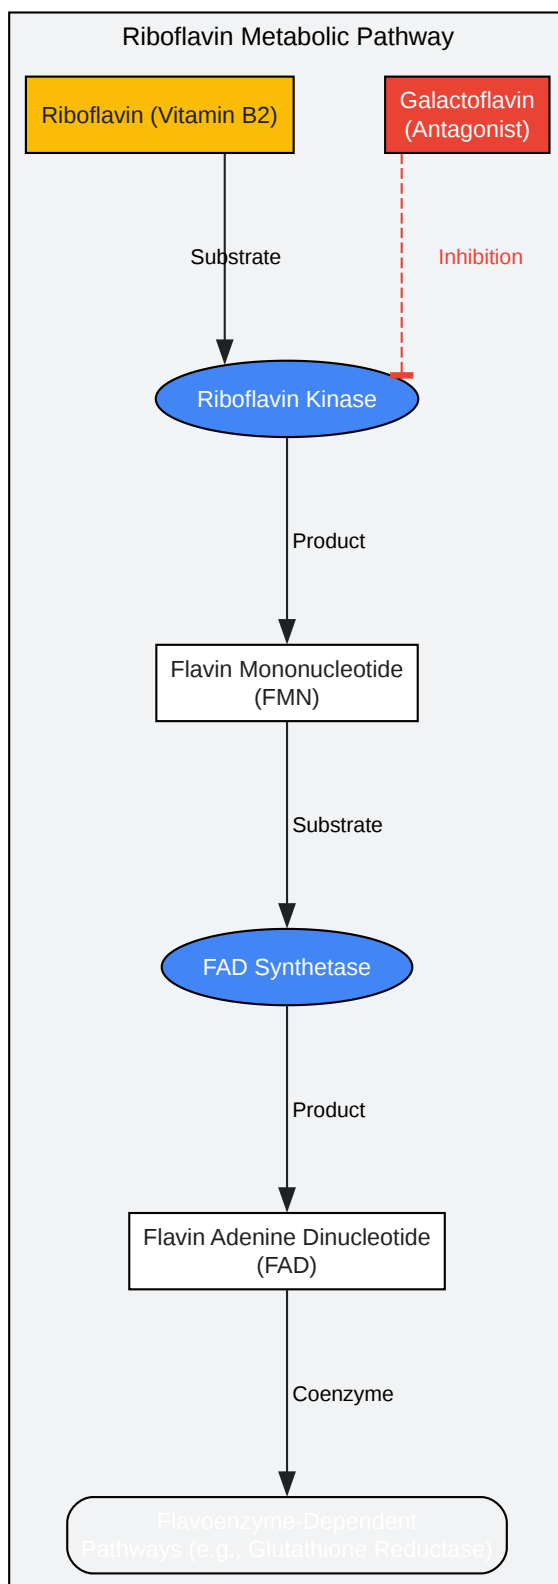 Riboflavin Metabolic Pathway
Riboflavin (Vitamin B2)
Galactoflavin
(Antagonist)
Substrate
Inhibition
Riboflavin Kinase
Product
Flavin Mononucleotide
(FMN)
Substrate
FAD Synthetase
Product
Flavin Adenine Dinucleotide
(FAD)
Coenzyme
Flavoenzyme-Dependent
Pathways (e.g., Glutathione Reductase)